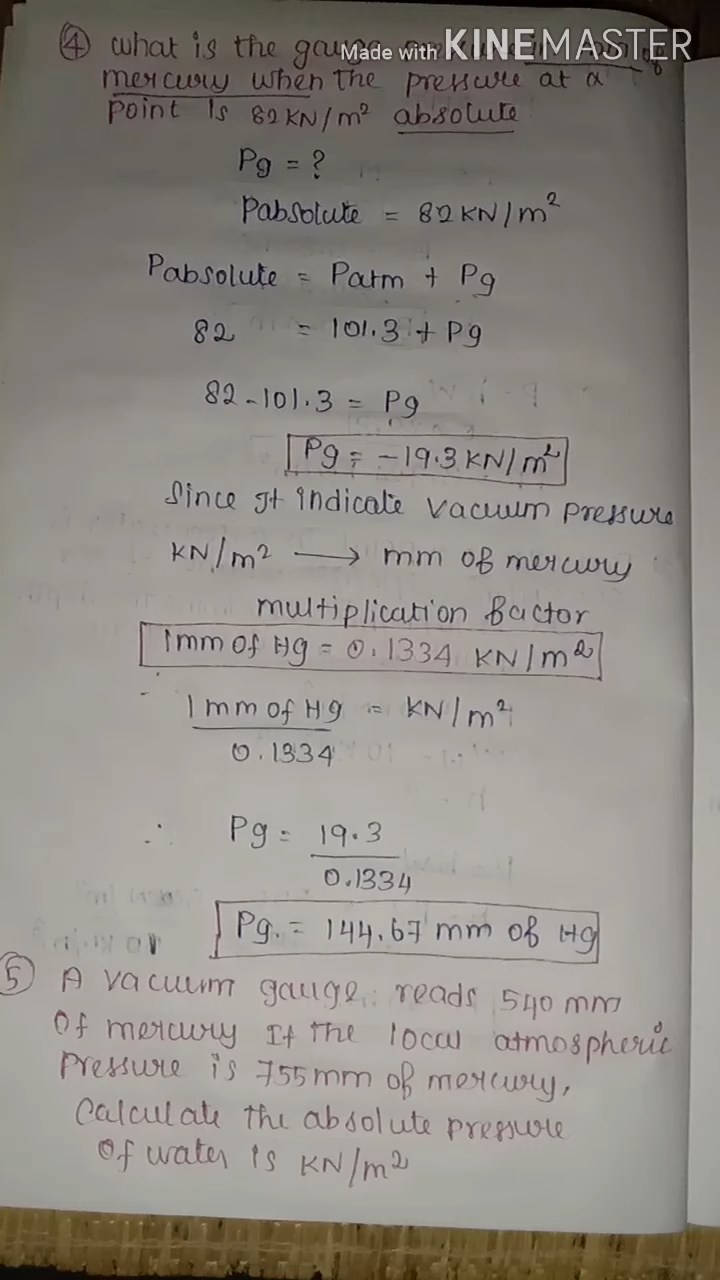 ④ what is the gauge of
Made with KINEMASTER
mercury when the pressure at a
point is 82 KN/m² absolute
Pg = ?
Pabsolute = 82 KN/m²
Pabsolute = Patm + Pg
82 = 101.3 + Pg
82 - 101.3 = Pg
Pg = -19.3 KN/m²
Since It indicate vacuum pressure
KN/m² → mm of mercury
multiplication factor
1mm of Hg = 0.1334 KN/m²
1 mm of Hg = KN/m²
0.1334
∴ Pg = 19.3
0.1334
Pg. = 144.67 mm of Hg
⑤ A vacuum gauge reads 540 mm
Of mercury If the local atmospheric
Pressure is 755mm of mercury,
Calculate the absolute pressure
Of water is KN/m²